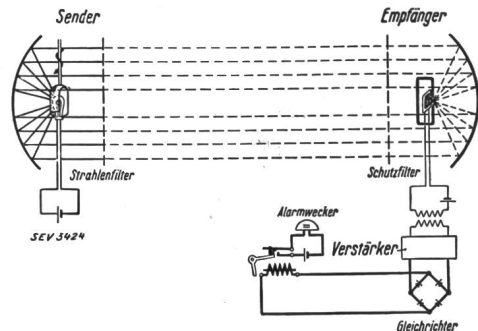 Sender
Empfänger
Strahlenfilter
Schutzfilter
SEV 3424
Alarmwecker
Verstärker
Gleichrichter